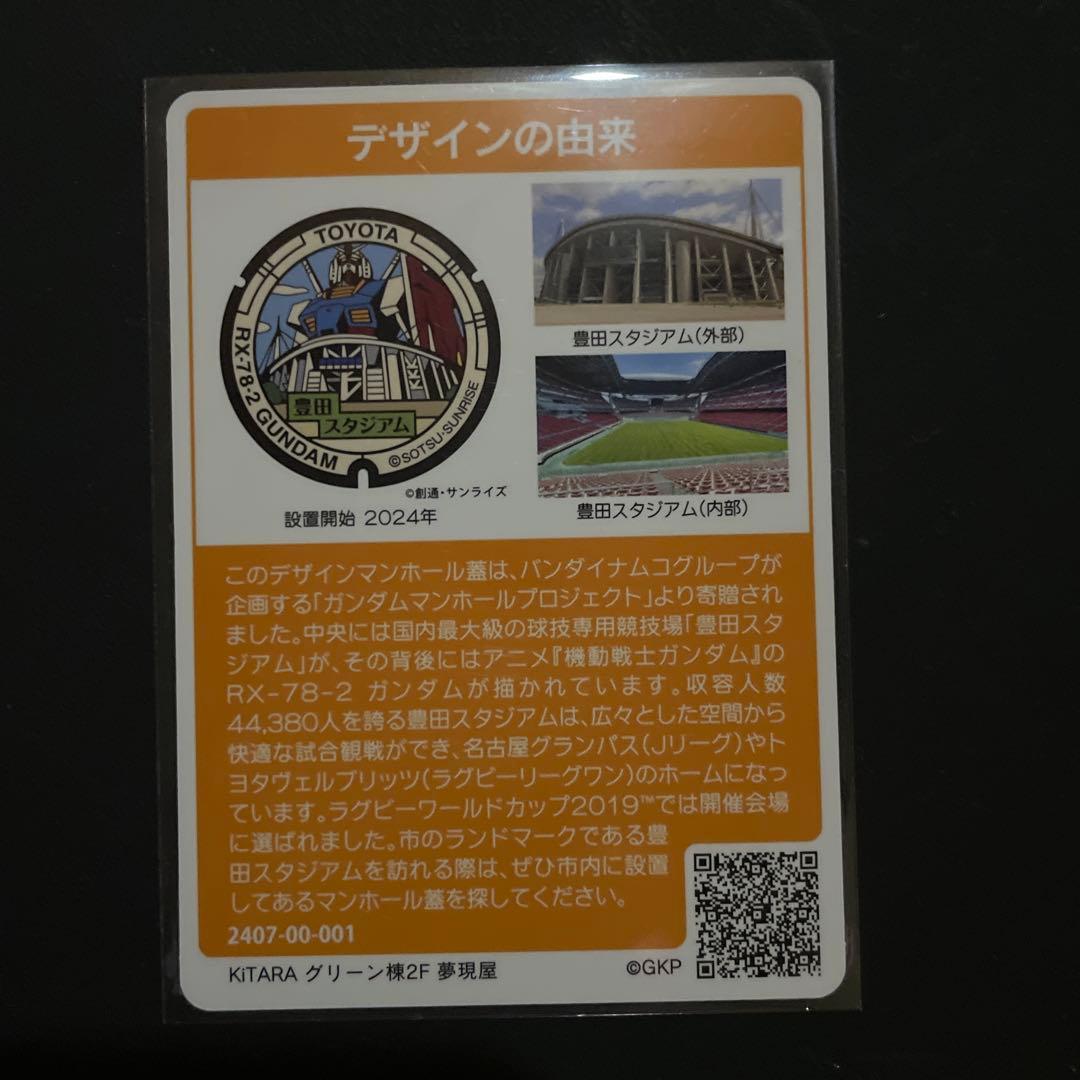 デザインの由来
TOYOTA
RX-78-2 GUNDAM
©SOTSU・SUNRISE
豊田
スタジアム
©創通・サンライズ
設置開始 2024年
豊田スタジアム(外部)
豊田スタジアム(内部)
このデザインマンホール蓋は、バンダイナムコグループが
企画する「ガンダムマンホールプロジェクト」より寄贈され
ました。中央には国内最大級の球技専用競技場「豊田スタ
ジアム」が、その背後にはアニメ『機動戦士ガンダム』の
RX-78-2 ガンダムが描かれています。収容人数
44,380人を誇る豊田スタジアムは、広々とした空間から
快適な試合観戦ができ、名古屋グランパス(Jリーグ)やト
ヨタヴェルブリッツ(ラグビーリーグワン)のホームになっ
ています。ラグビーワールドカップ2019™では開催会場
に選ばれました。市のランドマークである豊
田スタジアムを訪れる際は、ぜひ市内に設置
してあるマンホール蓋を探してください。
2407-00-001
KiTARA グリーン棟2F 夢現屋
©GKP